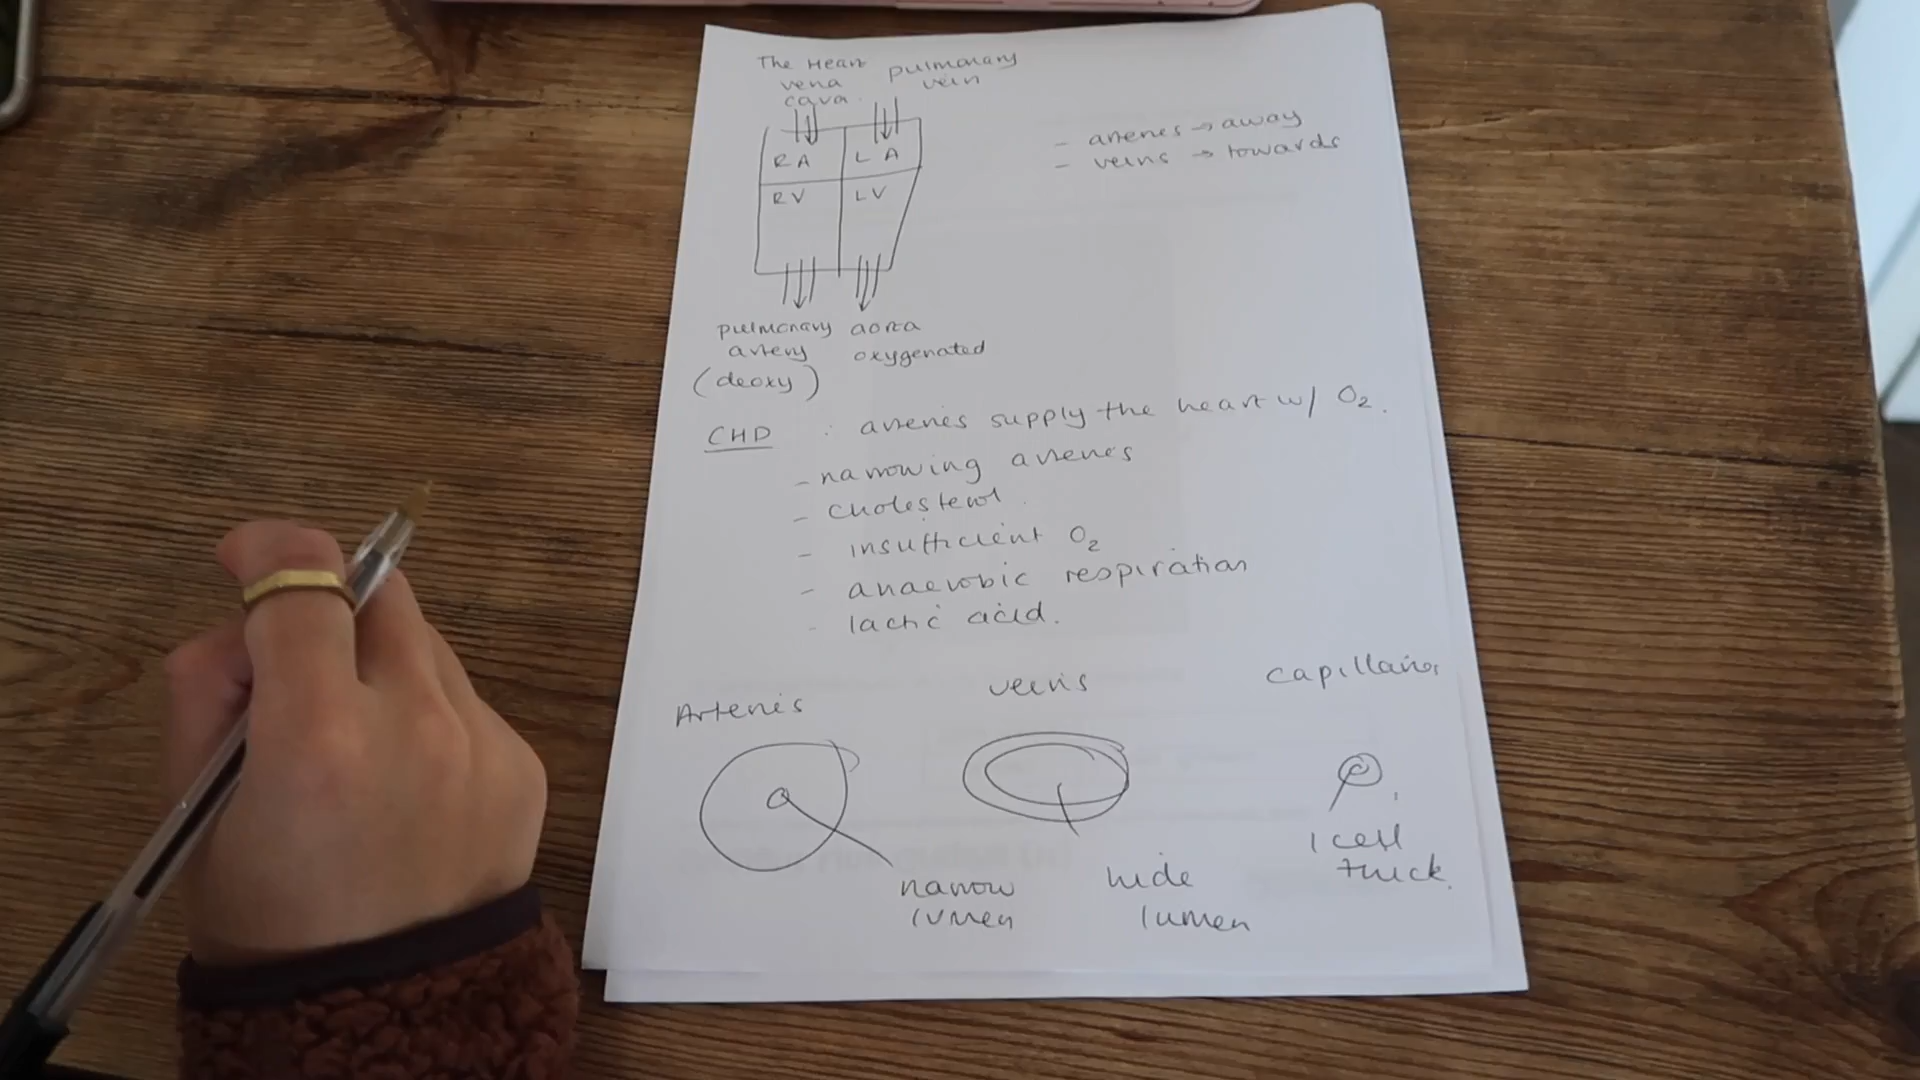 The Heart
vena
cava
pulmonary
vein
RA
LA
RV
LV
pulmonary
artery
(deoxy)
aorta
oxygenated
- arteries → away
- veins → towards
CHD : arteries supply the heart w/ O2.
- narrowing arteries
- cholesterol
- insufficient O2
- anaerobic respiration
- lactic acid.
Arteries
narrow
lumen
veins
wide
lumen
capillaries
1 cell
thick.